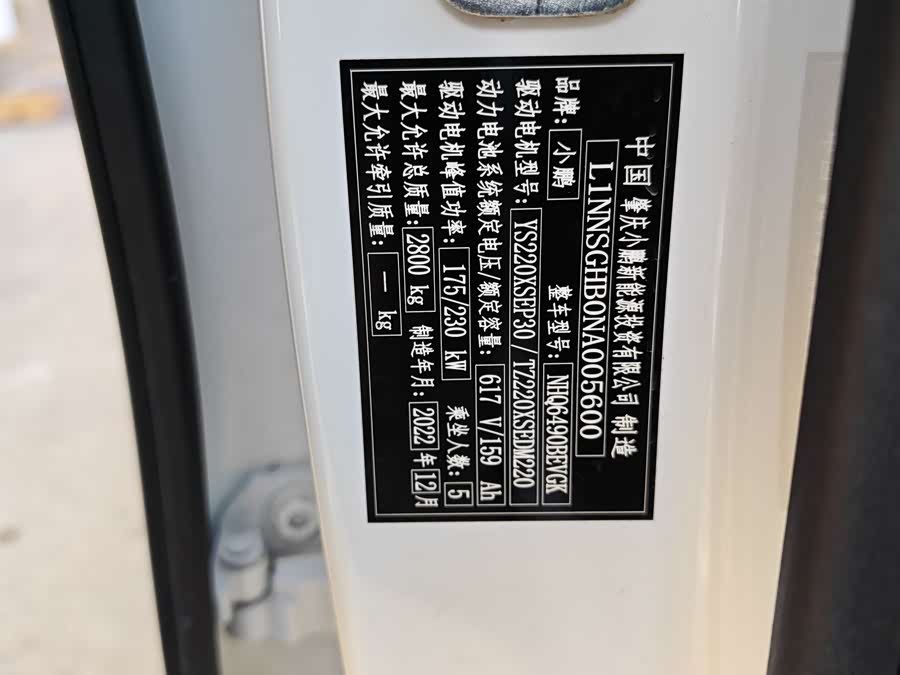 中国 肇庆小鹏新能源投资有限公司 制造
L1NNSGHB0NA005600
品牌: 小鹏 整车型号: NHQ6490BEVGK
驱动电机型号: YS220XSEP30/TZ220XSEDM220
动力电池系统额定电压/额定容量: 617 V/159 Ah
驱动电机峰值功率: 175/230 kW 乘坐人数: 5
最大允许总质量: 2800 kg 制造年月: 2022 年 12 月
最大允许牵引质量: — kg